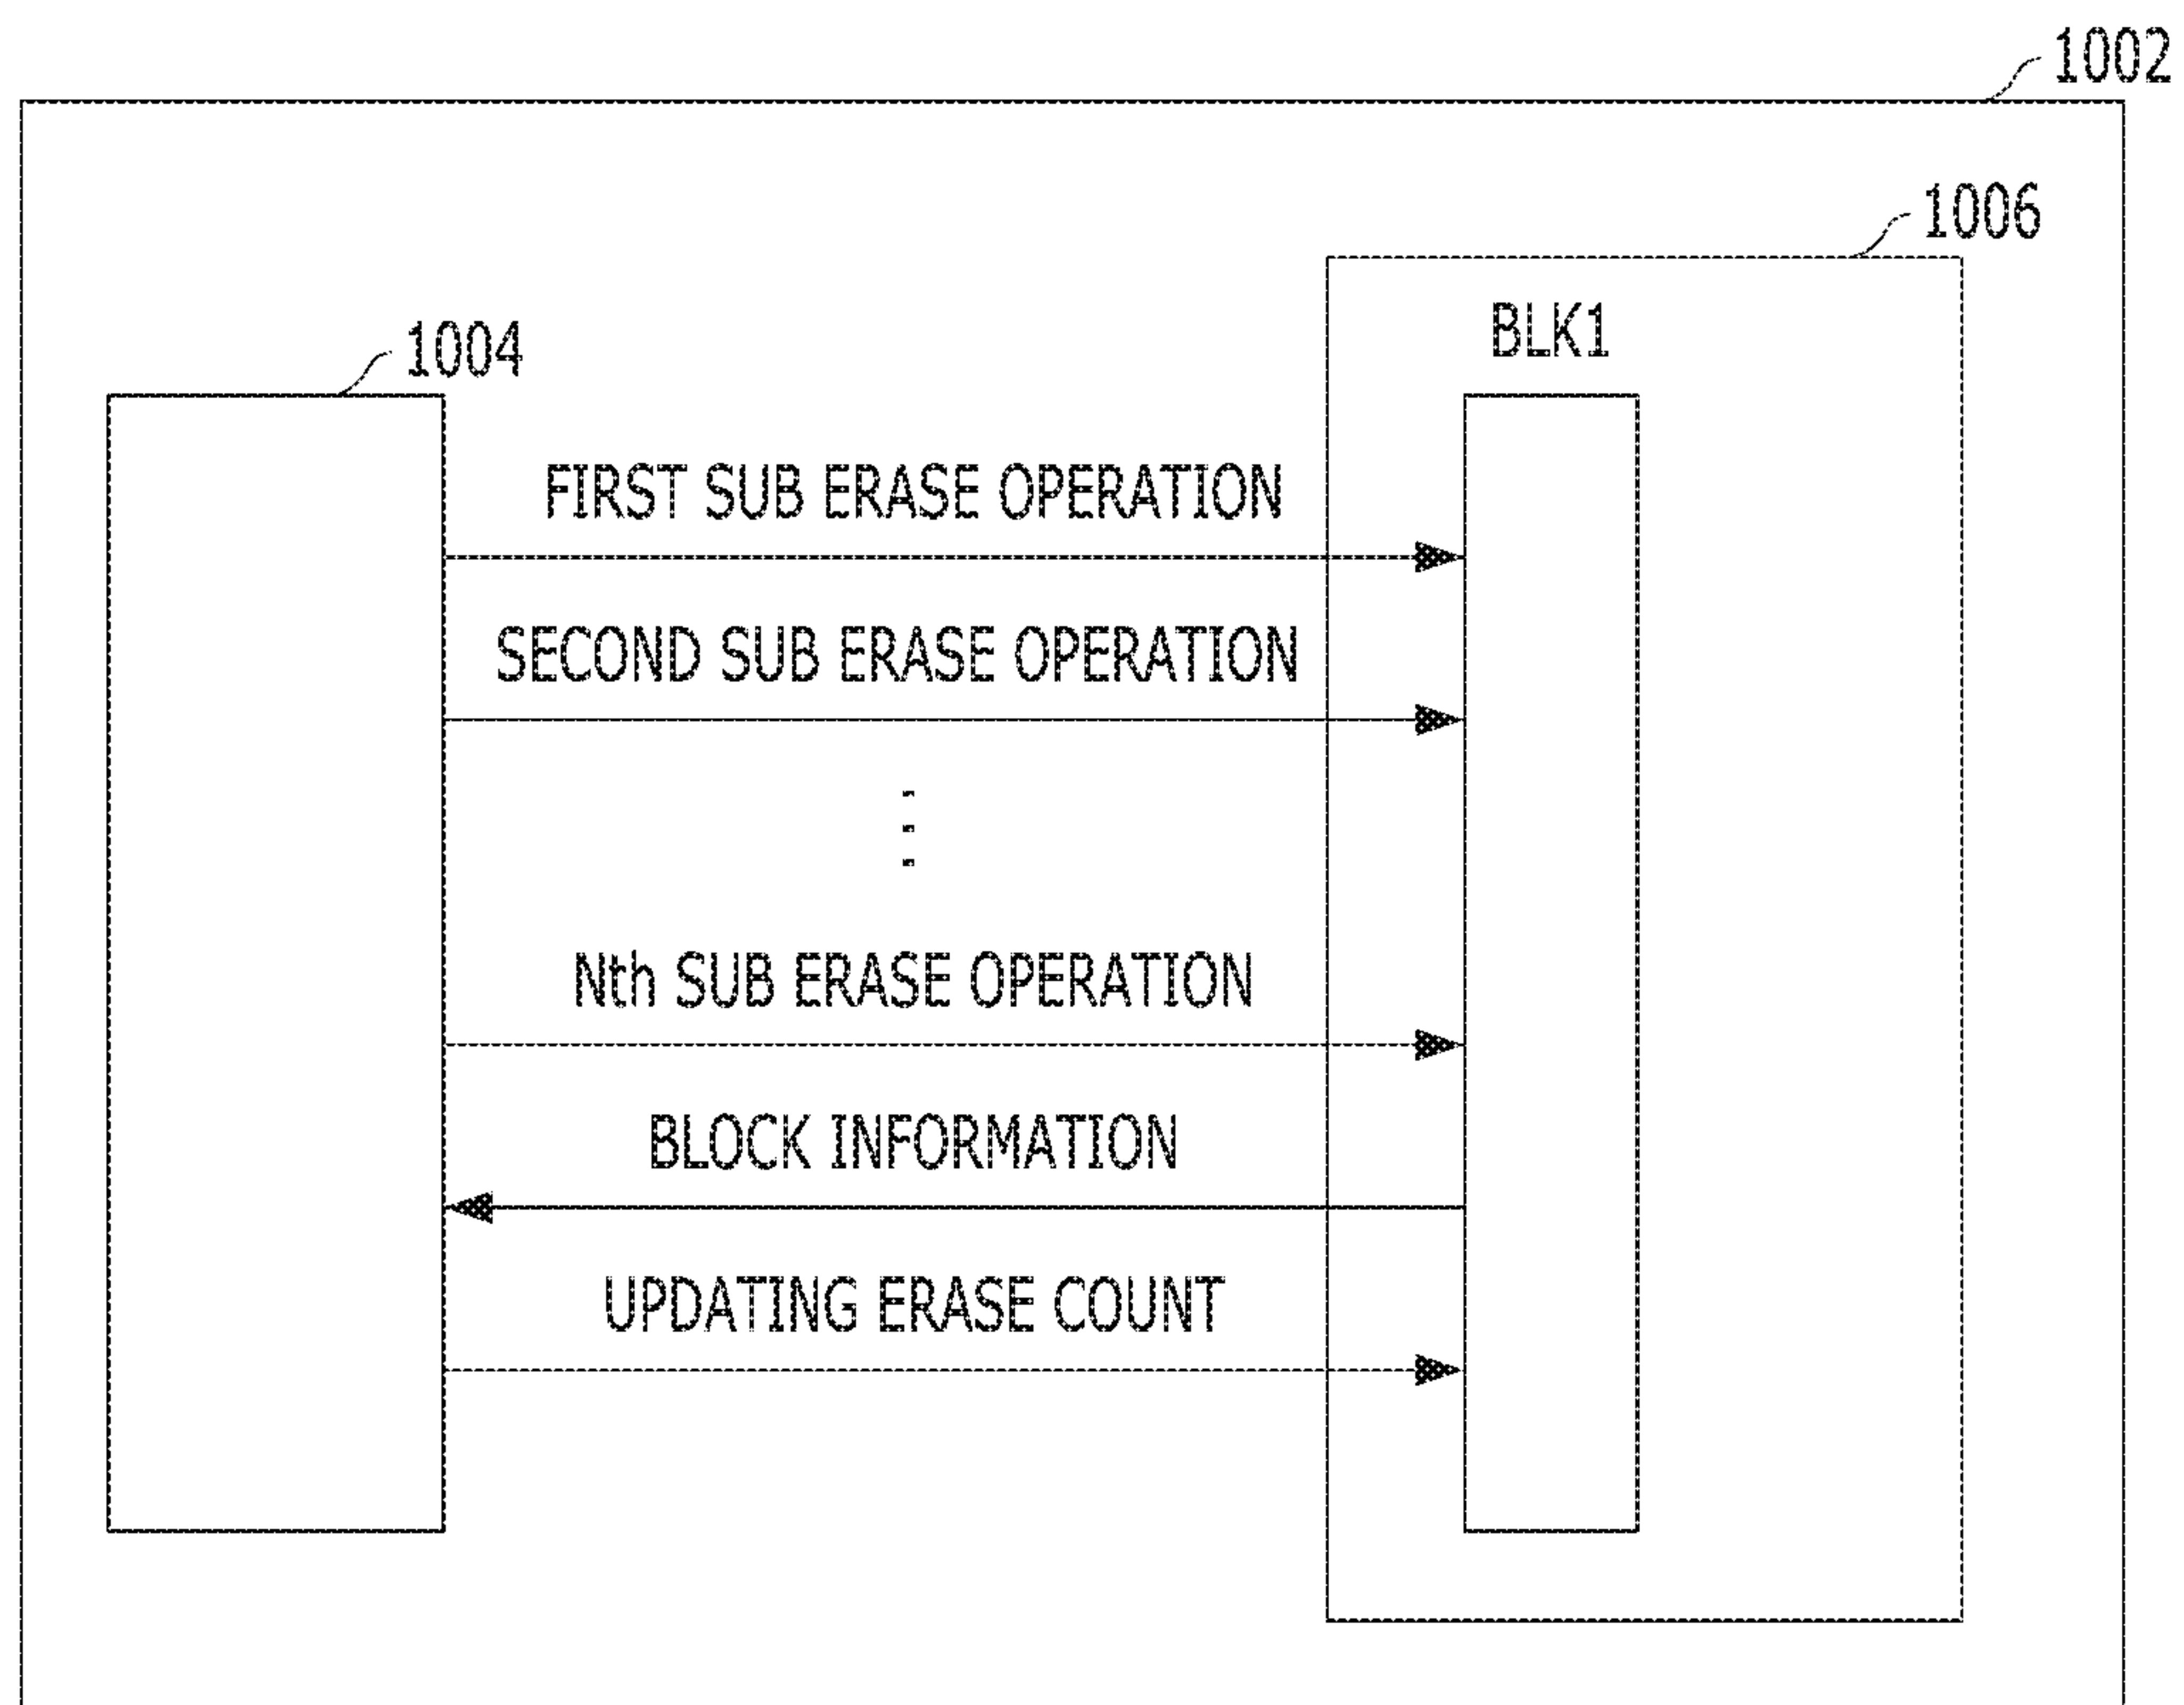 1002
1006
BLK1
1004
FIRST SUB ERASE OPERATION
SECOND SUB ERASE OPERATION
Nth SUB ERASE OPERATION
BLOCK INFORMATION
UPDATING ERASE COUNT